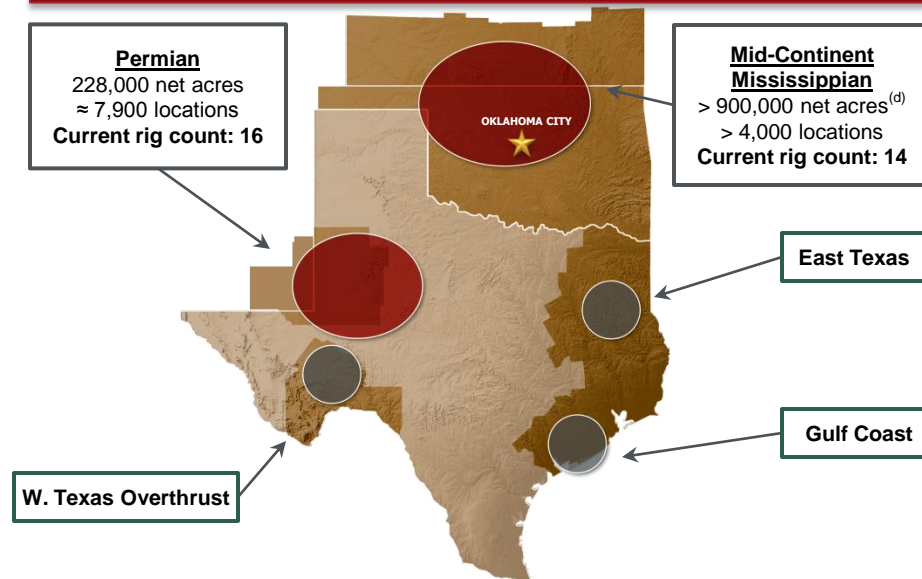 Permian
228,000 net acres
≈ 7,900 locations
Current rig count: 16
Mid-Continent
Mississippian
> 900,000 net acres(d)
> 4,000 locations
Current rig count: 14
OKLAHOMA CITY
East Texas
Gulf Coast
W. Texas Overthrust